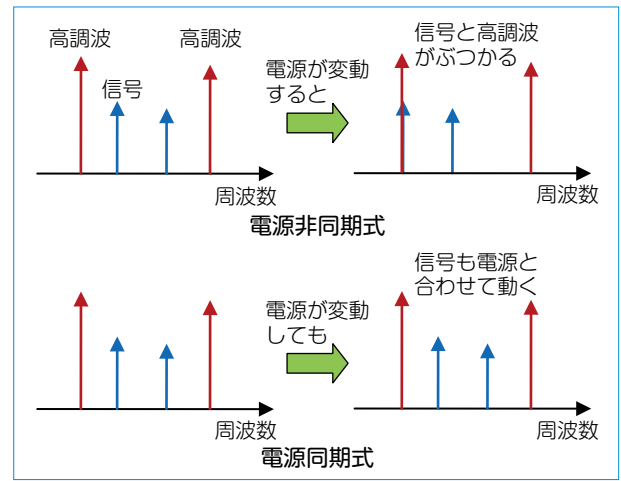 高調波
高調波
信号
電源が変動
すると
信号と高調波
がぶつかる
周波数
周波数
電源非同期式
電源が変動
しても
信号も電源と
合わせて動く
周波数
周波数
電源同期式